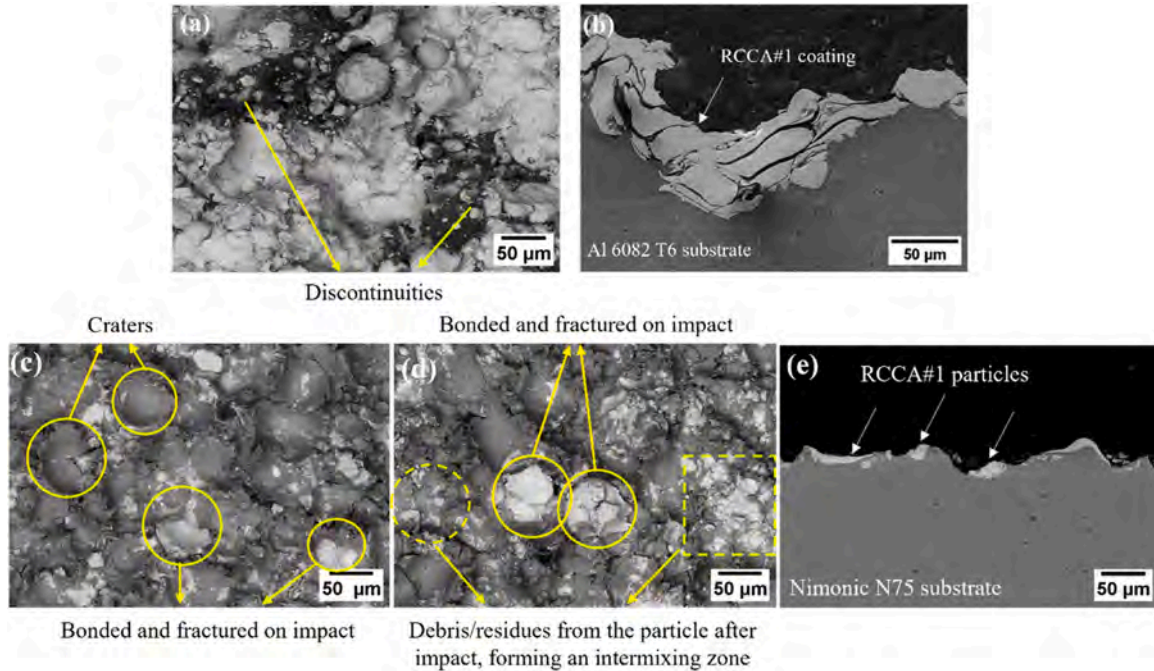 (a)
50 µm
(b)
RCCA#1 coating
Al 6082 T6 substrate
50 µm
Discontinuities
Craters
Bonded and fractured on impact
(c)
50 µm
(d)
50 µm
(e)
RCCA#1 particles
Nimonic N75 substrate
50 µm
Bonded and fractured on impact
Debris/residues from the particle after
impact, forming an intermixing zone